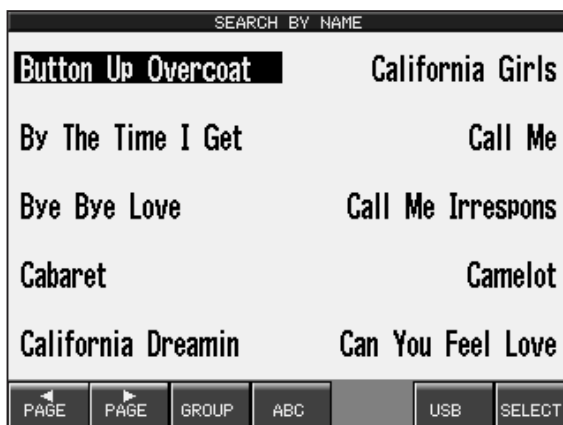 SEARCH BY NAME
Button Up Overcoat
California Girls
By The Time I Get
Call Me
Bye Bye Love
Call Me Irrespons
Cabaret
Camelot
California Dreamin
Can You Feel Love
PAGE
PAGE
GROUP
ABC
USB
SELECT